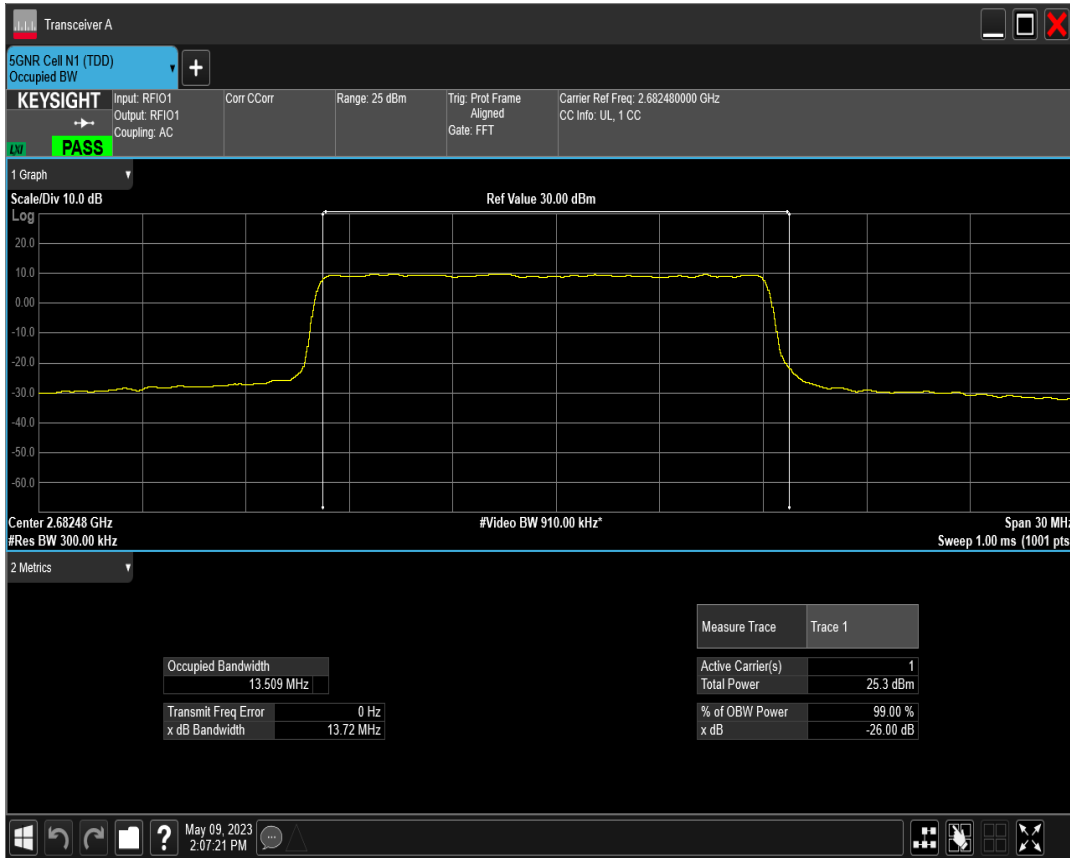 Transceiver A
5GNR Cell N1 (TDD)
Occupied BW
KEYSIGHT
LXI
PASS
Input: RFIO1
Output: RFIO1
Coupling: AC
Corr CCorr
Range: 25 dBm
Trig: Prot Frame
Aligned
Gate: FFT
Carrier Ref Freq: 2.682480000 GHz
CC Info: UL, 1 CC
1 Graph
Scale/Div 10.0 dB
Ref Value 30.00 dBm
Log
20.0
10.0
0.00
-10.0
-20.0
-30.0
-40.0
-50.0
-60.0
Center 2.68248 GHz
#Video BW 910.00 kHz*
Span 30 MHz
#Res BW 300.00 kHz
Sweep 1.00 ms (1001 pts
2 Metrics
Measure Trace Trace 1
Occupied Bandwidth
13.509 MHz
Active Carrier(s) 1
Total Power 25.3 dBm
Transmit Freq Error 0 Hz
x dB Bandwidth 13.72 MHz
% of OBW Power 99.00 %
x dB -26.00 dB
?
May 09, 2023
2:07:21 PM